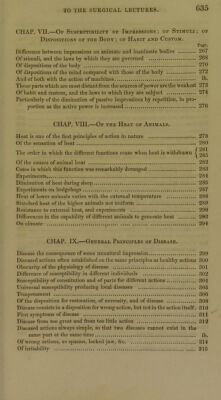 TO THE SURGICAL LECTURES. 635
CHAP. VII.—OF SUSCEPTIBILITY OF IMPRESSIONS; OF STIMULI; OF
DISPOSITIONS OF THE BODY; OF HABIT AND CUSTOM.
PAGE
Difference between impressions on animate and inanimate bodies 267
Of stimuli, and the laws by which they are governed 268
Of dispositions of the body 270
Of dispositions of the mind compared with those of the body 272
And of both with the action of machines ib.
Those parts which are most distant from the source of power are the weakest 273
Of habit and custom, and the laws to which they are subject 274
Particularly of the diminution of passive impressions by repetition, in pro-
portion as the active power is increased 276
CHAP. VIII.—ON THE HEAT OF ANIMALS.
Heat is one of the first principles of action in nature 278
Of the sensation of heat 280
The order in which the different functions come when heat is withdrawn { 281
{ 285
Of the causes of animal heat 282
Cases in which this function was remarkably deranged 283
Experiments 284
Diminution of heat during sleep 285
Experiments on hedgehogs 287
Heat of lower animals varies with the external temperature 288
Standard heat of the higher animals not uniform 289
Resistance to external heat, and experiments 290
Differences in the capability of different animals to generate heat 292
On climate 294
CHAP. IX.—GENERAL PRINCIPLES OF DISEASE.
Disease the consequence of some unnatural impression 299
Diseased actions often established on the same principles as healthy actions 300
Obscurity of the physiology of disease 301
Difference of susceptibility in different individuals 302
Susceptibility of constitution and of parts for different actions 301
Universal susceptibility producing local diseases 305
Temperament 306
Of the disposition for restoration, of necessity, and of disease 308
Disease consists in a disposition for wrong action, but not in the action itself 310
First symptoms of disease 311
Disease from too great and from too little action 312
Diseased actions always simple, so that two diseases cannot exist in the
same part at the same time ib.
Of wrong actions, as spasms, locked jaw, &c. 314
Of irritability 315